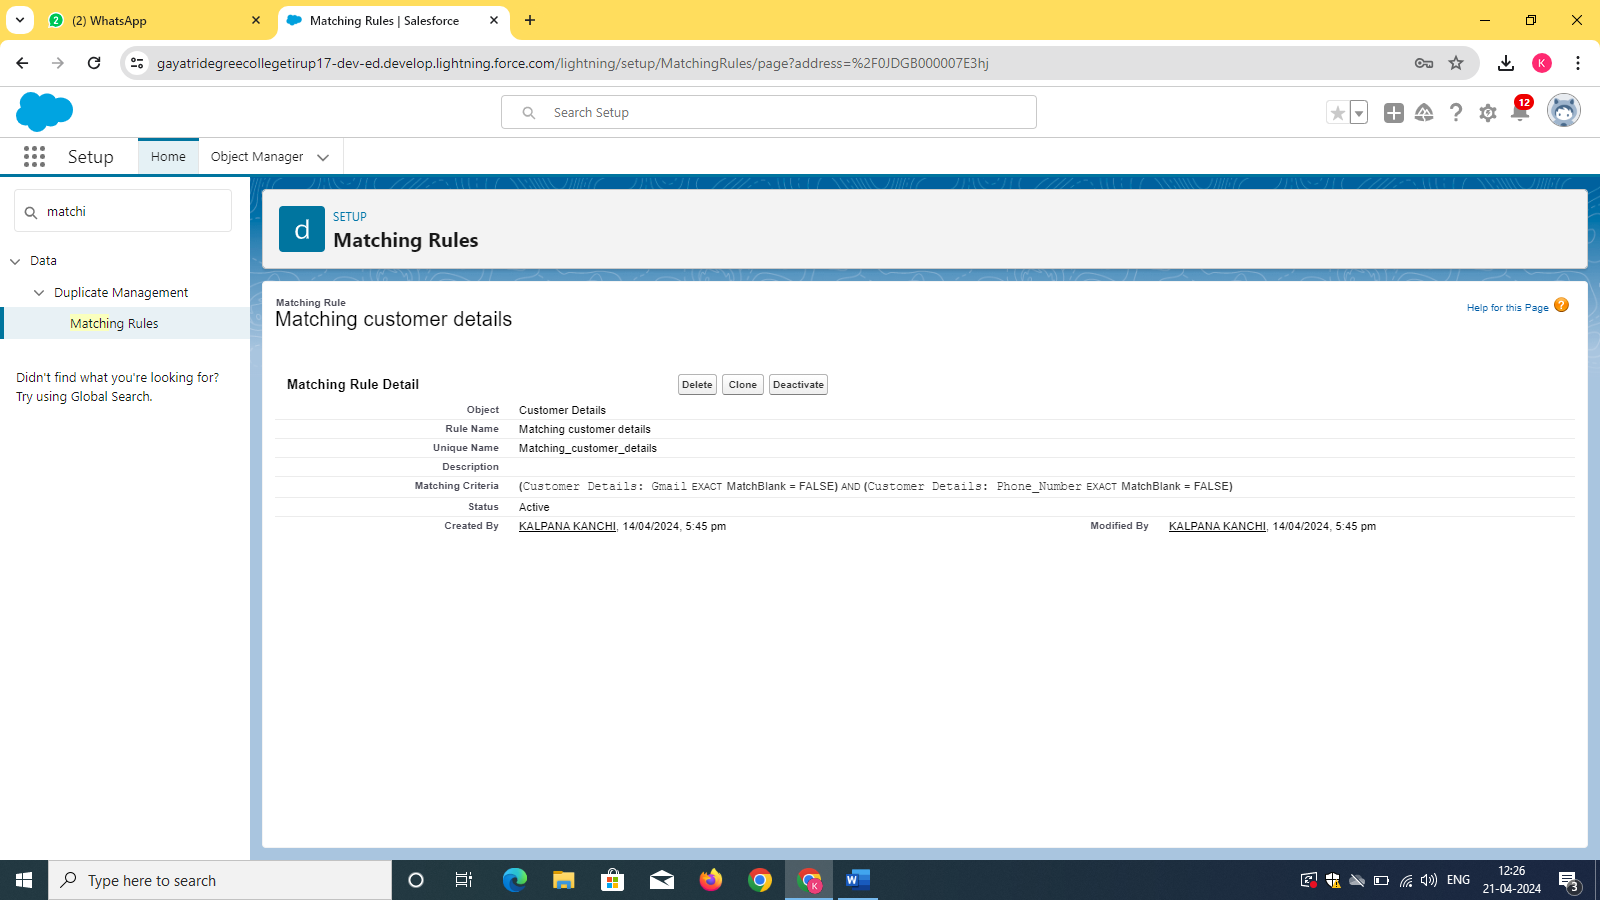 (2) WhatsApp
Matching Rules | Salesforce
gayatridegreecollegetirup17-dev-ed.develop.lightning.force.com/lightning/setup/MatchingRules/page?address=%2F0JDGB000007E3hj
K
Search Setup
12
Setup
Home
Object Manager
matchi
Data
Duplicate Management
Matching Rules
Didn't find what you're looking for?
Try using Global Search.
d
SETUP
Matching Rules
Matching Rule
Matching customer details
Help for this Page ?
Matching Rule Detail
Delete
Clone
Deactivate
Object Customer Details
Rule Name Matching customer details
Unique Name Matching_customer_details
Description
Matching Criteria (Customer Details: Gmail EXACT MatchBlank = FALSE) AND (Customer Details: Phone_Number EXACT MatchBlank = FALSE)
Status Active
Created By KALPANA KANCHI, 14/04/2024, 5:45 pm Modified By KALPANA KANCHI, 14/04/2024, 5:45 pm
Type here to search
K
W
ENG
12:26
21-04-2024
3